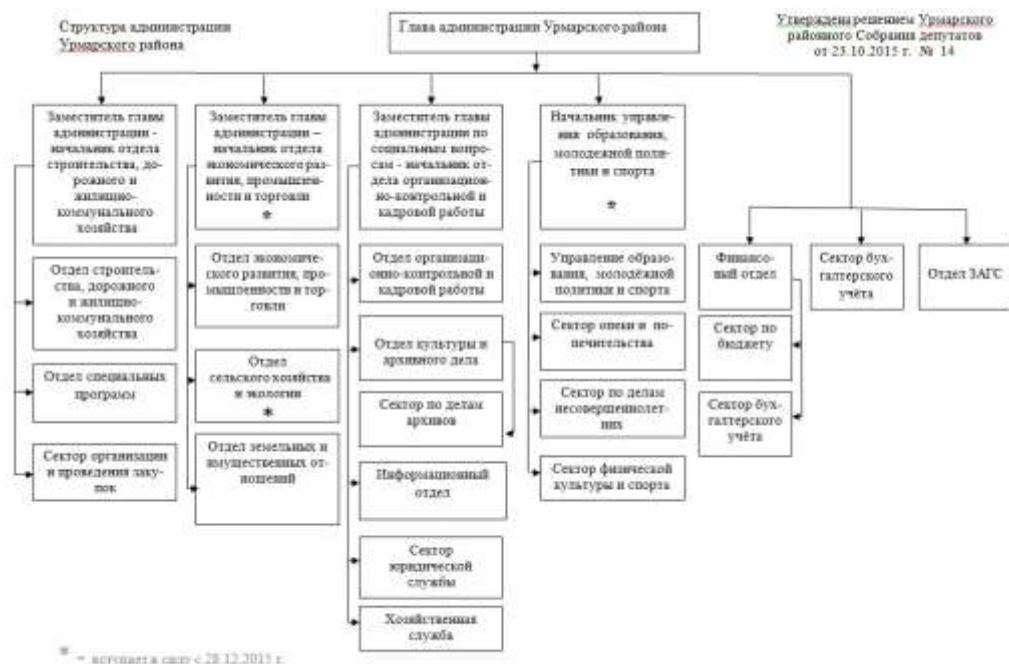 Структура администрации
Урмарского района
Глава администрации Урмарского района
Утверждена решением Урмарского
районного Собрания депутатов
от 23.10.2015 г. № 14
Заместитель главы
администрации -
начальник отдела
строительства, до-
рожного и
жилищно-
коммунального
хозяйства
Заместитель главы
администрации –
начальник отдела
экономического раз-
вития, промышлен-
ности и торговли
*
Заместитель главы
администрации по
социальным вопро-
сам - начальник от-
дела организацион-
но-контрольной и
кадровой работы
Начальник управле-
ния образования,
молодежной поли-
тики и спорта
*
Отдел строитель-
ства, дорожного
и жилищно-
коммунального
хозяйства
Отдел специальных
программ
Сектор организации
и проведения заку-
пок
Отдел экономиче-
ского развития, про-
мышленности и тор-
говли
Отдел
сельского хозяйства
и экологии
*
Отдел земельных и
имущественных от-
ношений
Отдел организаци-
онно-контрольной и
кадровой работы
Отдел культуры и
архивного дела
Сектор по делам
архивов
Информационный
отдел
Сектор
юридической
службы
Хозяйственная
служба
Управление образо-
вания, молодёжной
политики и спорта
Сектор опеки и по-
печительства
Сектор по делам
несовершеннолет-
них
Сектор физической
культуры и спорта
Финансо-
вый отдел
Сектор по
бюджету
Сектор бух-
галтерского
учёта
Сектор бух-
галтерского
учёта
Отдел ЗАГС
* - вступает в силу с 28.12.2015 г.